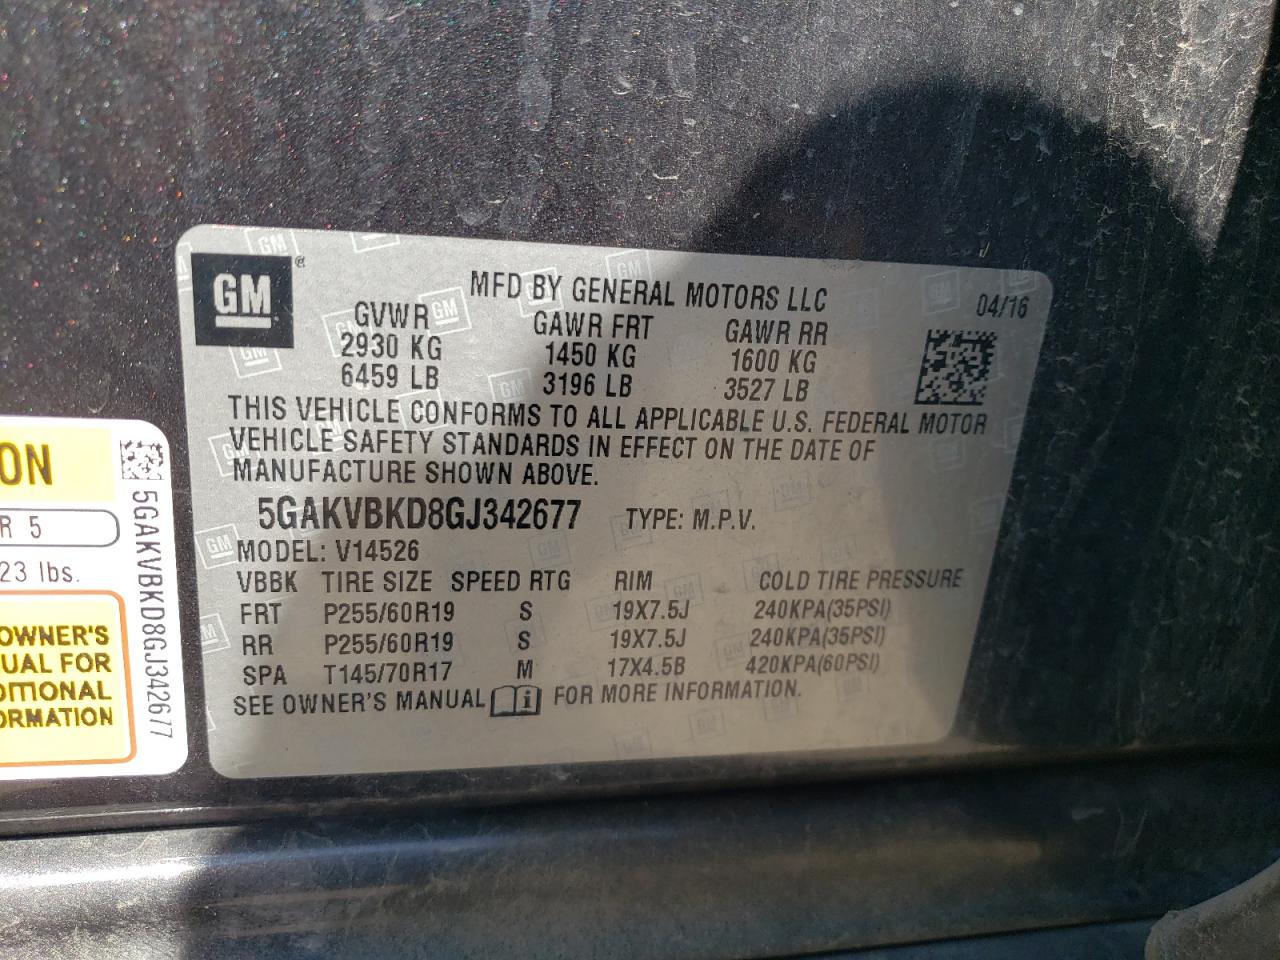 GM
MFD BY GENERAL MOTORS LLC
04/16
GVWR GAWR FRT GAWR RR
2930 KG 1450 KG 1600 KG
6459 LB 3196 LB 3527 LB
THIS VEHICLE CONFORMS TO ALL APPLICABLE U.S. FEDERAL MOTOR
VEHICLE SAFETY STANDARDS IN EFFECT ON THE DATE OF
MANUFACTURE SHOWN ABOVE.
5GAKVBKD8GJ342677 TYPE: M.P.V.
MODEL: V14526
VBBK TIRE SIZE SPEED RTG RIM COLD TIRE PRESSURE
FRT P255/60R19 S 19X7.5J 240KPA(35PSI)
RR P255/60R19 S 19X7.5J 240KPA(35PSI)
SPA T145/70R17 M 17X4.5B 420KPA(60PSI)
SEE OWNER'S MANUAL i FOR MORE INFORMATION.
ON
R 5
23 lbs.
OWNER'S
UAL FOR
DITIONAL
ORMATION
5GAKVBKD8GJ342677